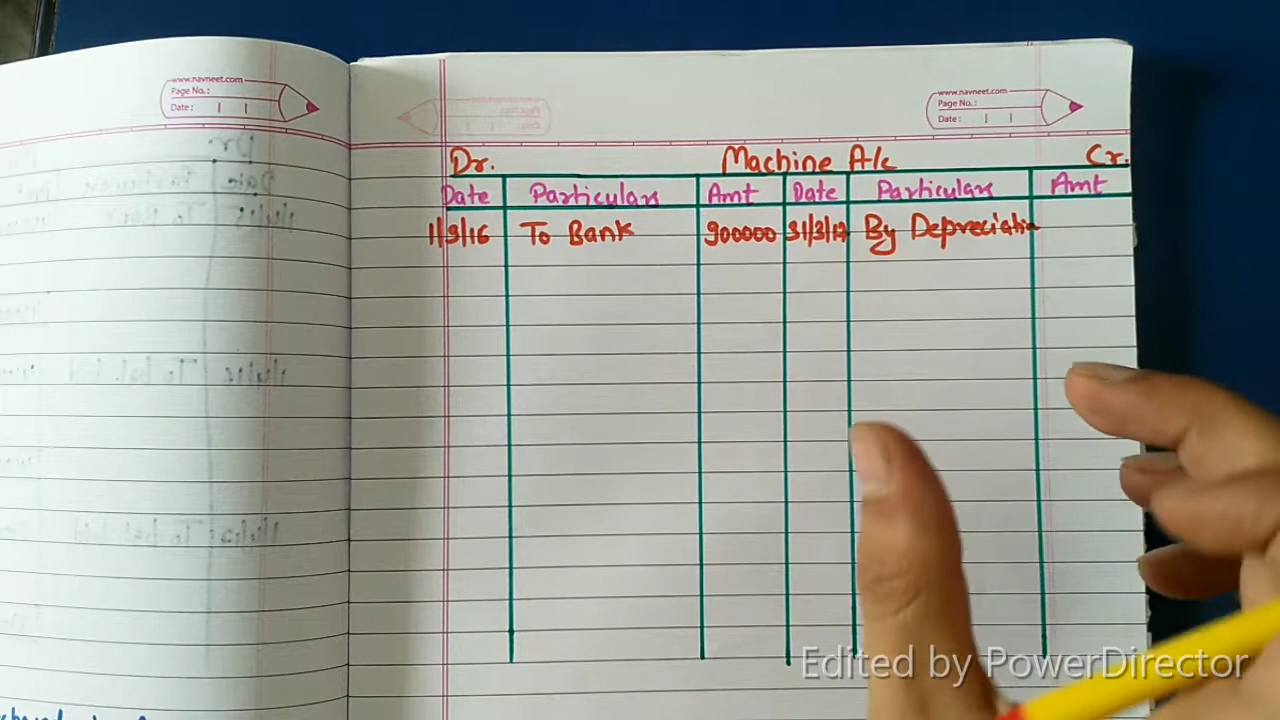 www.navneet.com
Page No. :
Date :
www.navneet.com
Page No. :
Date :
Dr. Machine A/c Cr.
Date Particulars Amt Date Particulars Amt
1/3/16 To Bank 900000 31/3/17 By Depreciation
Edited by PowerDirector